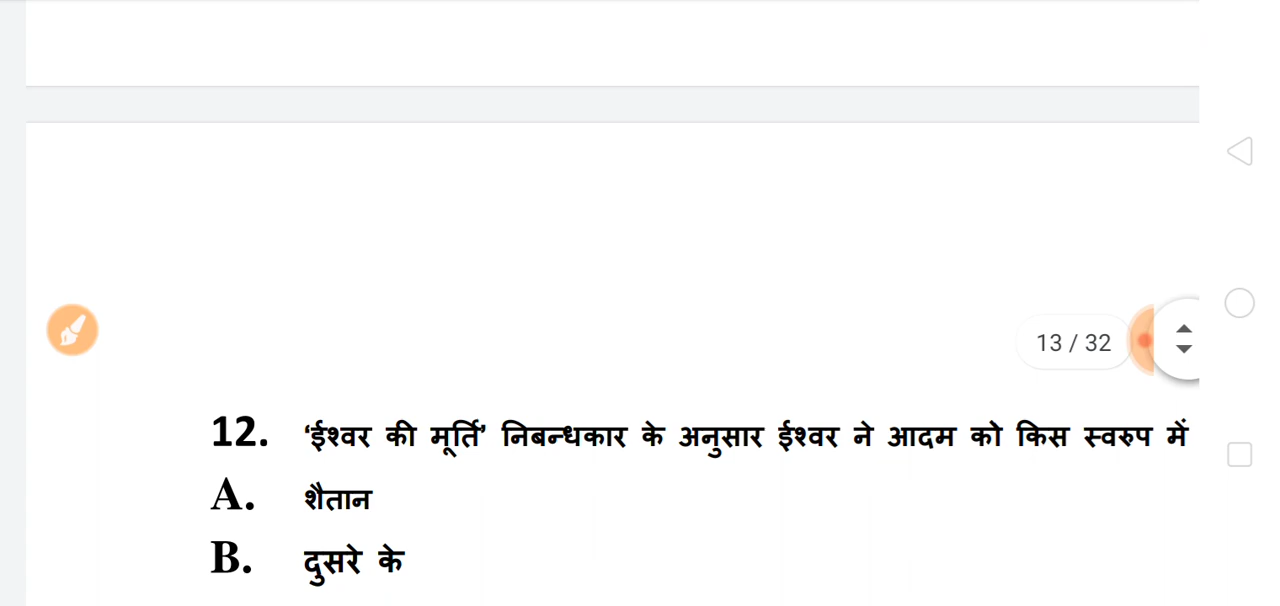 13 / 32
12. ‘ईश्वर की मूर्ति’ निबन्धकार के अनुसार ईश्वर ने आदम को किस स्वरुप में
A. शैतान
B. दुसरे के